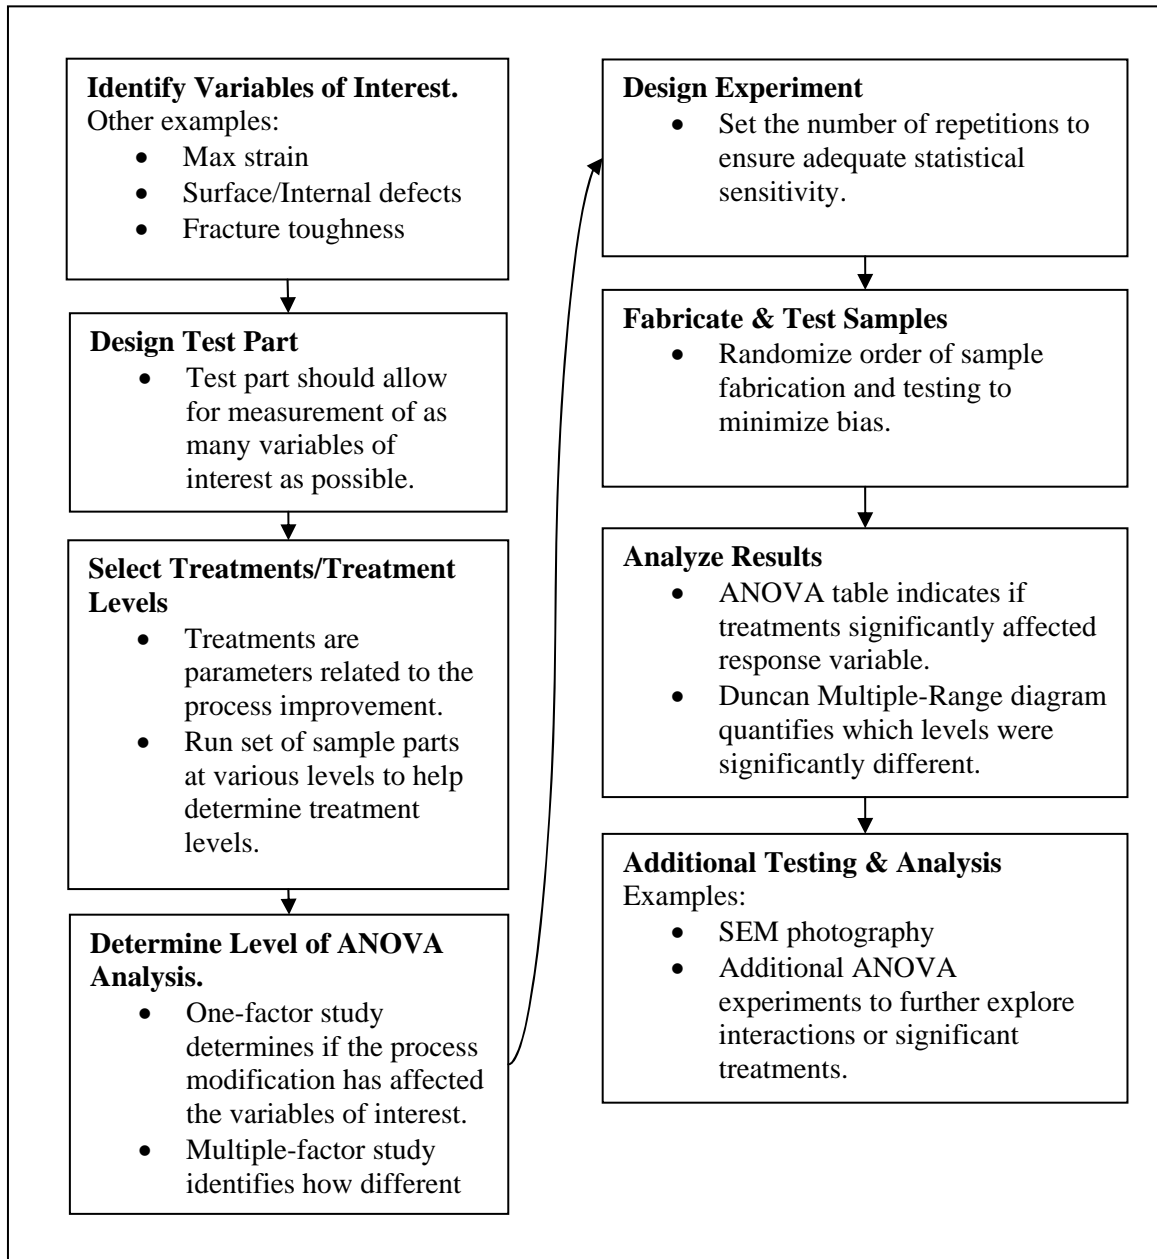 Identify Variables of Interest.
Other examples:
• Max strain
• Surface/Internal defects
• Fracture toughness
Design Test Part
• Test part should allow
for measurement of as
many variables of
interest as possible.
Select Treatments/Treatment
Levels
• Treatments are
parameters related to the
process improvement.
• Run set of sample parts
at various levels to help
determine treatment
levels.
Determine Level of ANOVA
Analysis.
• One-factor study
determines if the process
modification has affected
the variables of interest.
• Multiple-factor study
identifies how different
Design Experiment
• Set the number of repetitions to
ensure adequate statistical
sensitivity.
Fabricate & Test Samples
• Randomize order of sample
fabrication and testing to
minimize bias.
Analyze Results
• ANOVA table indicates if
treatments significantly affected
response variable.
• Duncan Multiple-Range diagram
quantifies which levels were
significantly different.
Additional Testing & Analysis
Examples:
• SEM photography
• Additional ANOVA
experiments to further explore
interactions or significant
treatments.